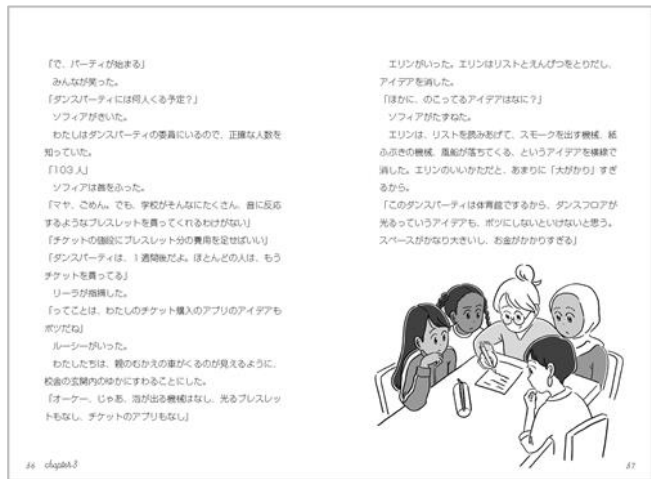 「で、パーティが始まる」
みんなが笑った。
「ダンスパーティには何人くる予定？」
ソフィアがきいた。
わたしはダンスパーティの委員にいるので、正確な人数を
知っていた。
「103人」
ソフィアは首をふった。
「マヤ、ごめん。でも、学校がそんなにたくさん、音に反応
するようなブレスレットを買ってくれるわけがない」
「チケットの値段にブレスレット分の費用を足せばいい」
「ダンスパーティは、1週間後だよ。ほとんどの人は、もう
チケットを買ってる」
リーラが指摘した。
「ってことは、わたしのチケット購入のアプリのアイデアも
ボツだね」
ルーシーがいった。
わたしたちは、親のむかえの車がくるのが見えるように、
校舎の玄関内のゆかにすわることにした。
「オーケー、じゃあ、泡が出る機械はなし、光るブレスレッ
トもなし、チケットのアプリもなし」
56 chapter3
エリンがいった。エリンはリストとえんぴつをとりだし、
アイデアを消した。
「ほかに、のこってるアイデアはなに？」
ソフィアがたずねた。
エリンは、リストを読みあげて、スモークを出す機械、紙
ふぶきの機械、風船が落ちてくる、というアイデアを横線で
消した。エリンのいいかただと、あまりに「大がかり」すぎ
るから。
「このダンスパーティは体育館でするから、ダンスフロアが
光るっていうアイデアも、ボツにしないといけないと思う。
スペースがかなり大きいし、お金がかかりすぎる」
57